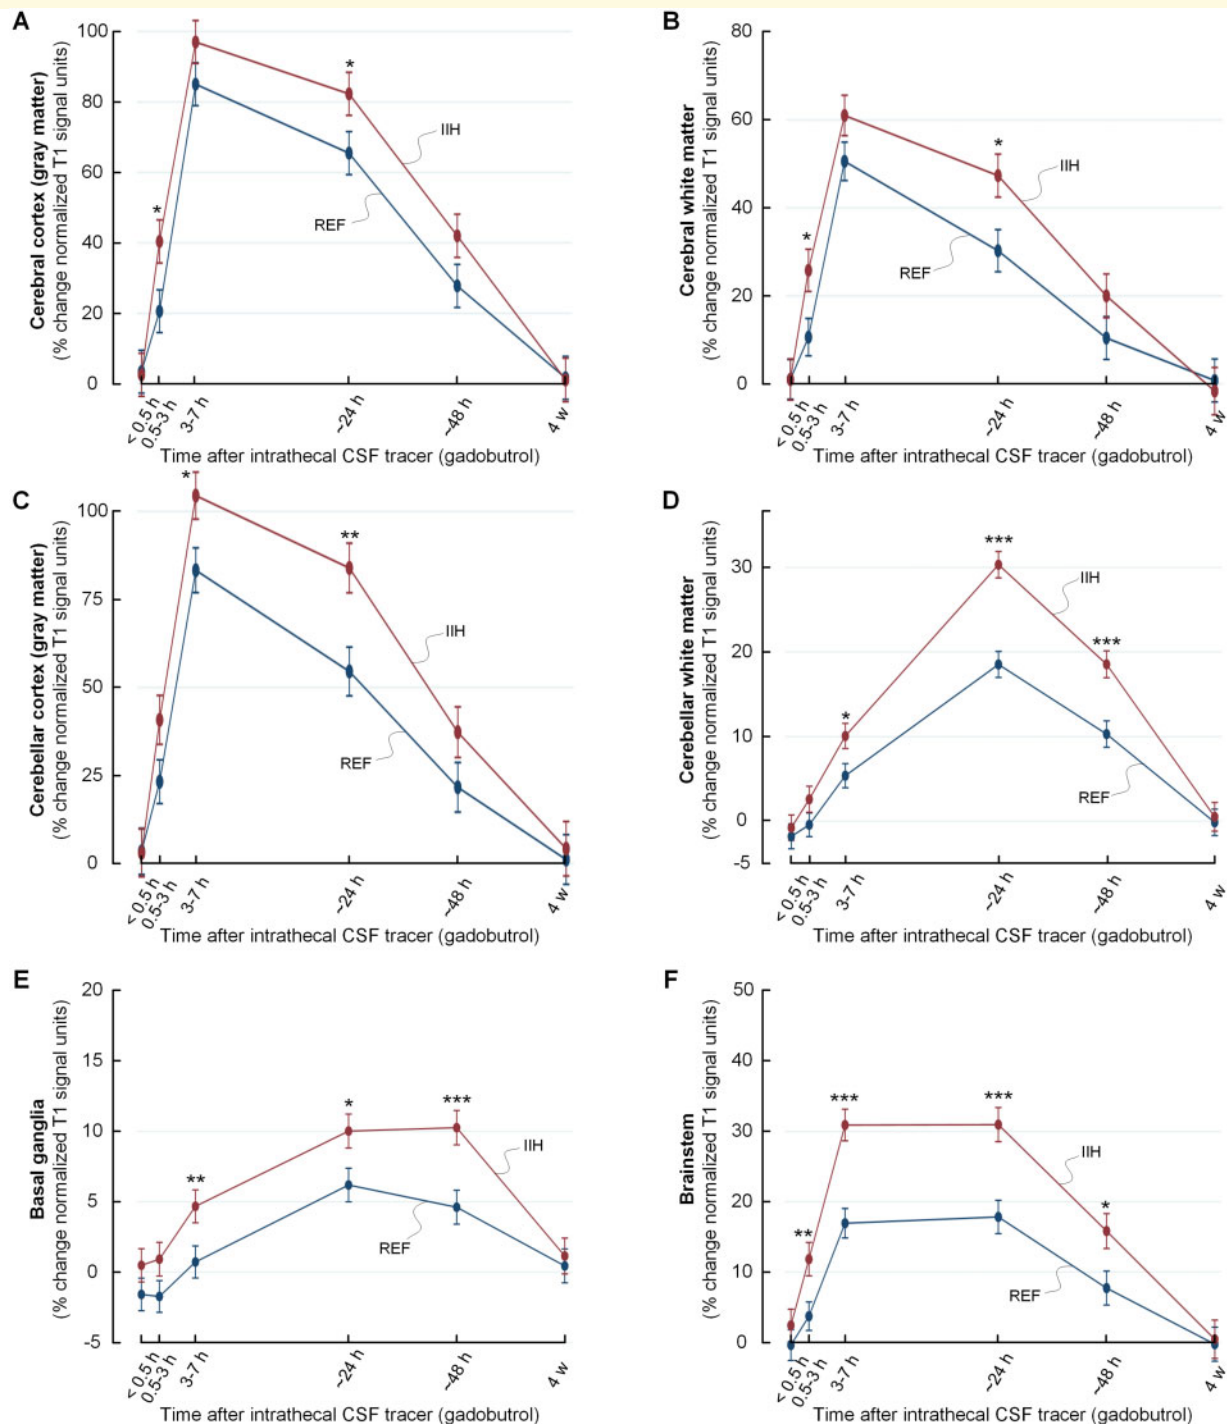 A
Cerebral cortex (gray matter)
(% change normalized T1 signal units)
100
80
60
40
20
0
*
*
IIH
REF
< 0.5 h
0.5-3 h
3-7 h
~24 h
~48 h
4 w
Time after intrathecal CSF tracer (gadobutrol)
B
Cerebral white matter
(% change normalized T1 signal units)
80
60
40
20
0
*
*
IIH
REF
< 0.5 h
0.5-3 h
3-7 h
~24 h
~48 h
4 w
Time after intrathecal CSF tracer (gadobutrol)
C
Cerebellar cortex (gray matter)
(% change normalized T1 signal units)
100
75
50
25
0
*
**
IIH
REF
< 0.5 h
0.5-3 h
3-7 h
~24 h
~48 h
4 w
Time after intrathecal CSF tracer (gadobutrol)
D
Cerebellar white matter
(% change normalized T1 signal units)
30
20
10
0
-5
*
***
***
IIH
REF
< 0.5 h
0.5-3 h
3-7 h
~24 h
~48 h
4 w
Time after intrathecal CSF tracer (gadobutrol)
E
Basal ganglia
(% change normalized T1 signal units)
20
15
10
5
0
-5
**
*
***
IIH
REF
< 0.5 h
0.5-3 h
3-7 h
~24 h
~48 h
4 w
Time after intrathecal CSF tracer (gadobutrol)
F
Brainstem
(% change normalized T1 signal units)
50
40
30
20
10
0
**
***
***
*
IIH
REF
< 0.5 h
0.5-3 h
3-7 h
~24 h
~48 h
4 w
Time after intrathecal CSF tracer (gadobutrol)